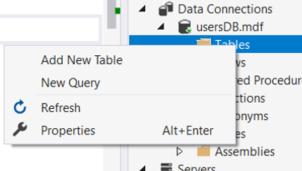 Data Connections
usersDB.mdf
Tables
Add New Table
New Query
Refresh
Properties Alt+Enter
Assemblies
Servers